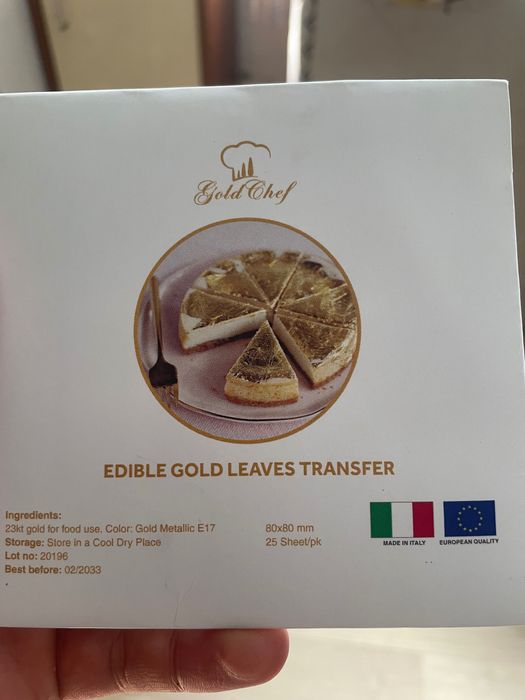 Gold Chef
EDIBLE GOLD LEAVES TRANSFER
Ingredients:
23kt gold for food use, Color: Gold Metallic E17
Storage: Store in a Cool Dry Place
Lot no: 20196
Best before: 02/2033
80x80 mm
25 Sheet/pk
MADE IN ITALY
EUROPEAN QUALITY